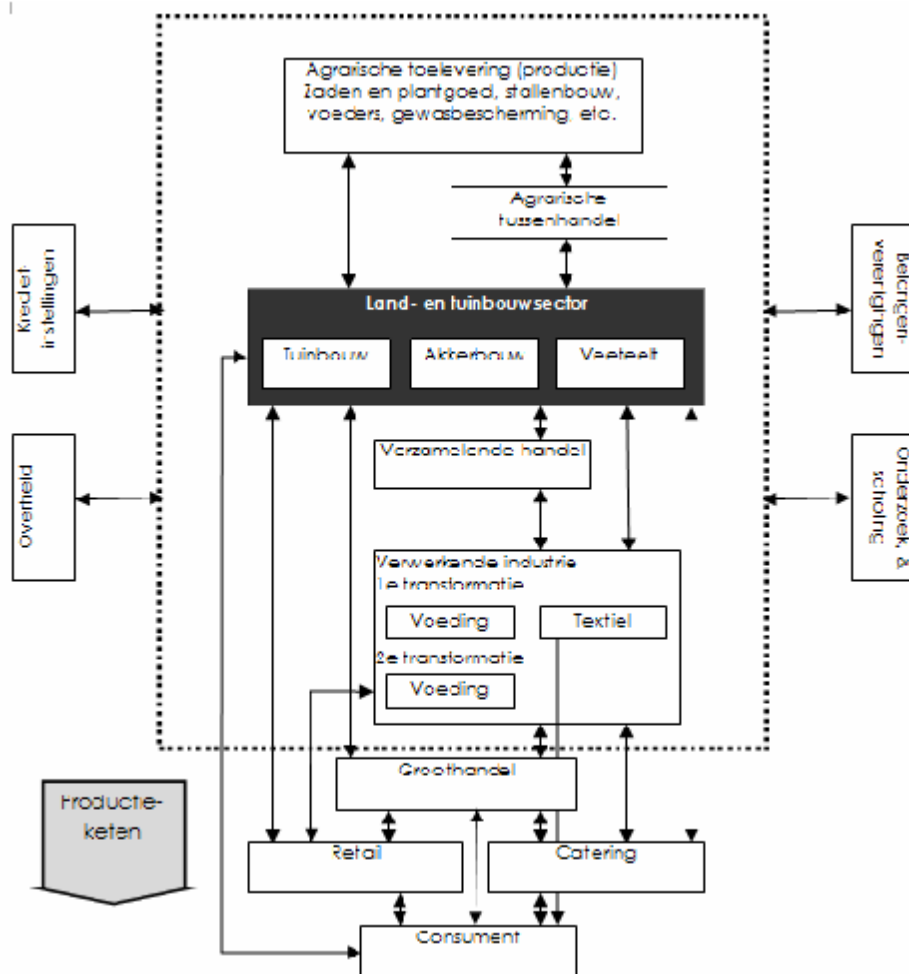 Agrarische toelevering (productie)
Zaden en plantgoed, stallenbouw,
voeders, gewasbescherming, etc.
Agrarische
tussenhandel
Krediet-
instellingen
Belangen-
verenigingen
Land- en tuinbouwsector
Tuinbouw
Akkerbouw
Veeteelt
Verzamelende handel
Overheid
Onderzoek, &
scholing
Verwerkende industrie
1e transformatie
Voeding
Textiel
2e transformatie
Voeding
Groothandel
Productie-
keten
Retail
Catering
Consument